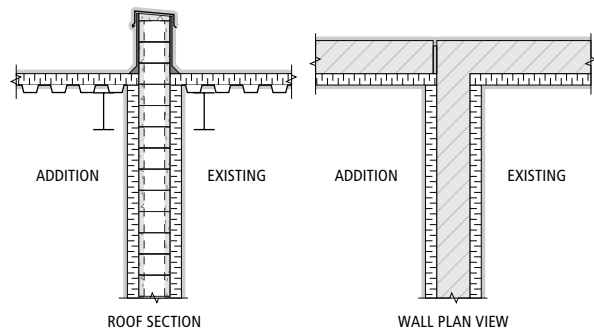 ADDITION
EXISTING
ADDITION
EXISTING
ROOF SECTION
WALL PLAN VIEW